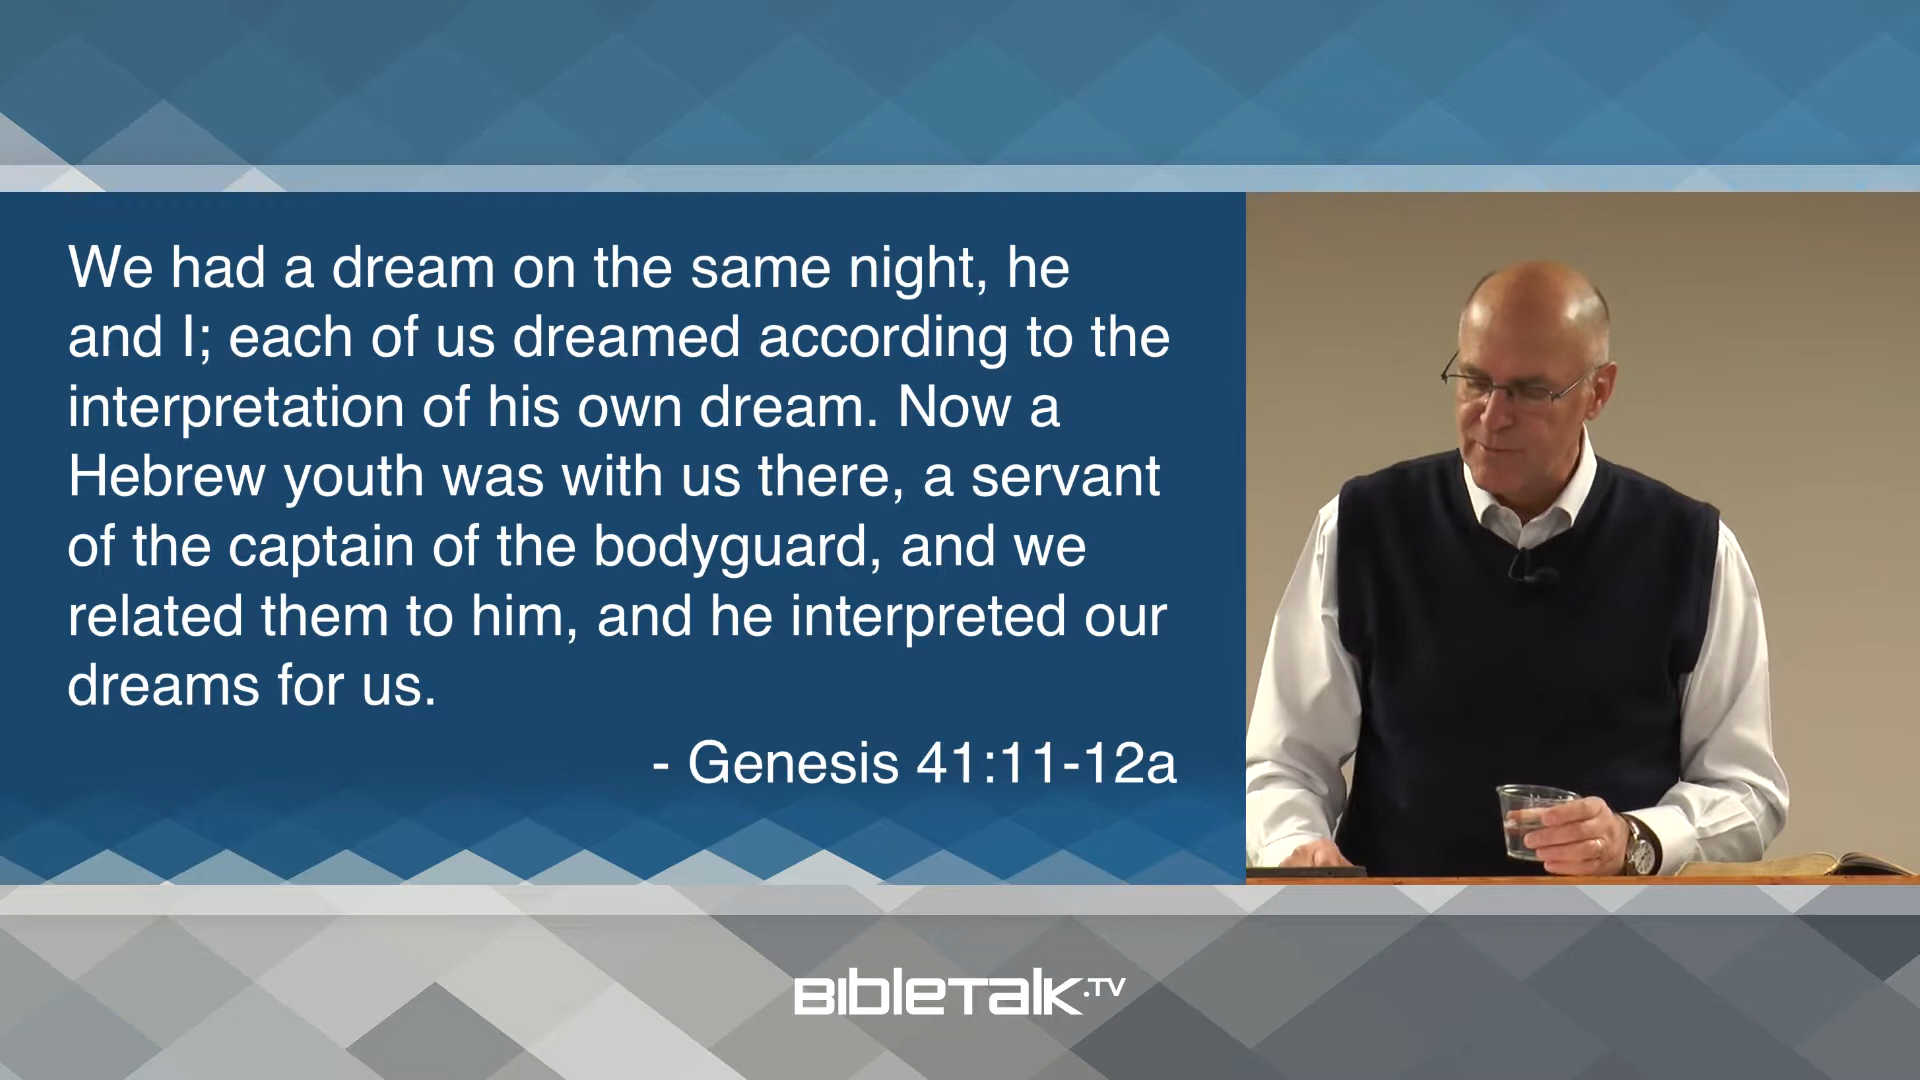 We had a dream on the same night, he
and I; each of us dreamed according to the
interpretation of his own dream. Now a
Hebrew youth was with us there, a servant
of the captain of the bodyguard, and we
related them to him, and he interpreted our
dreams for us.
- Genesis 41:11-12a
BibleTalk.TV